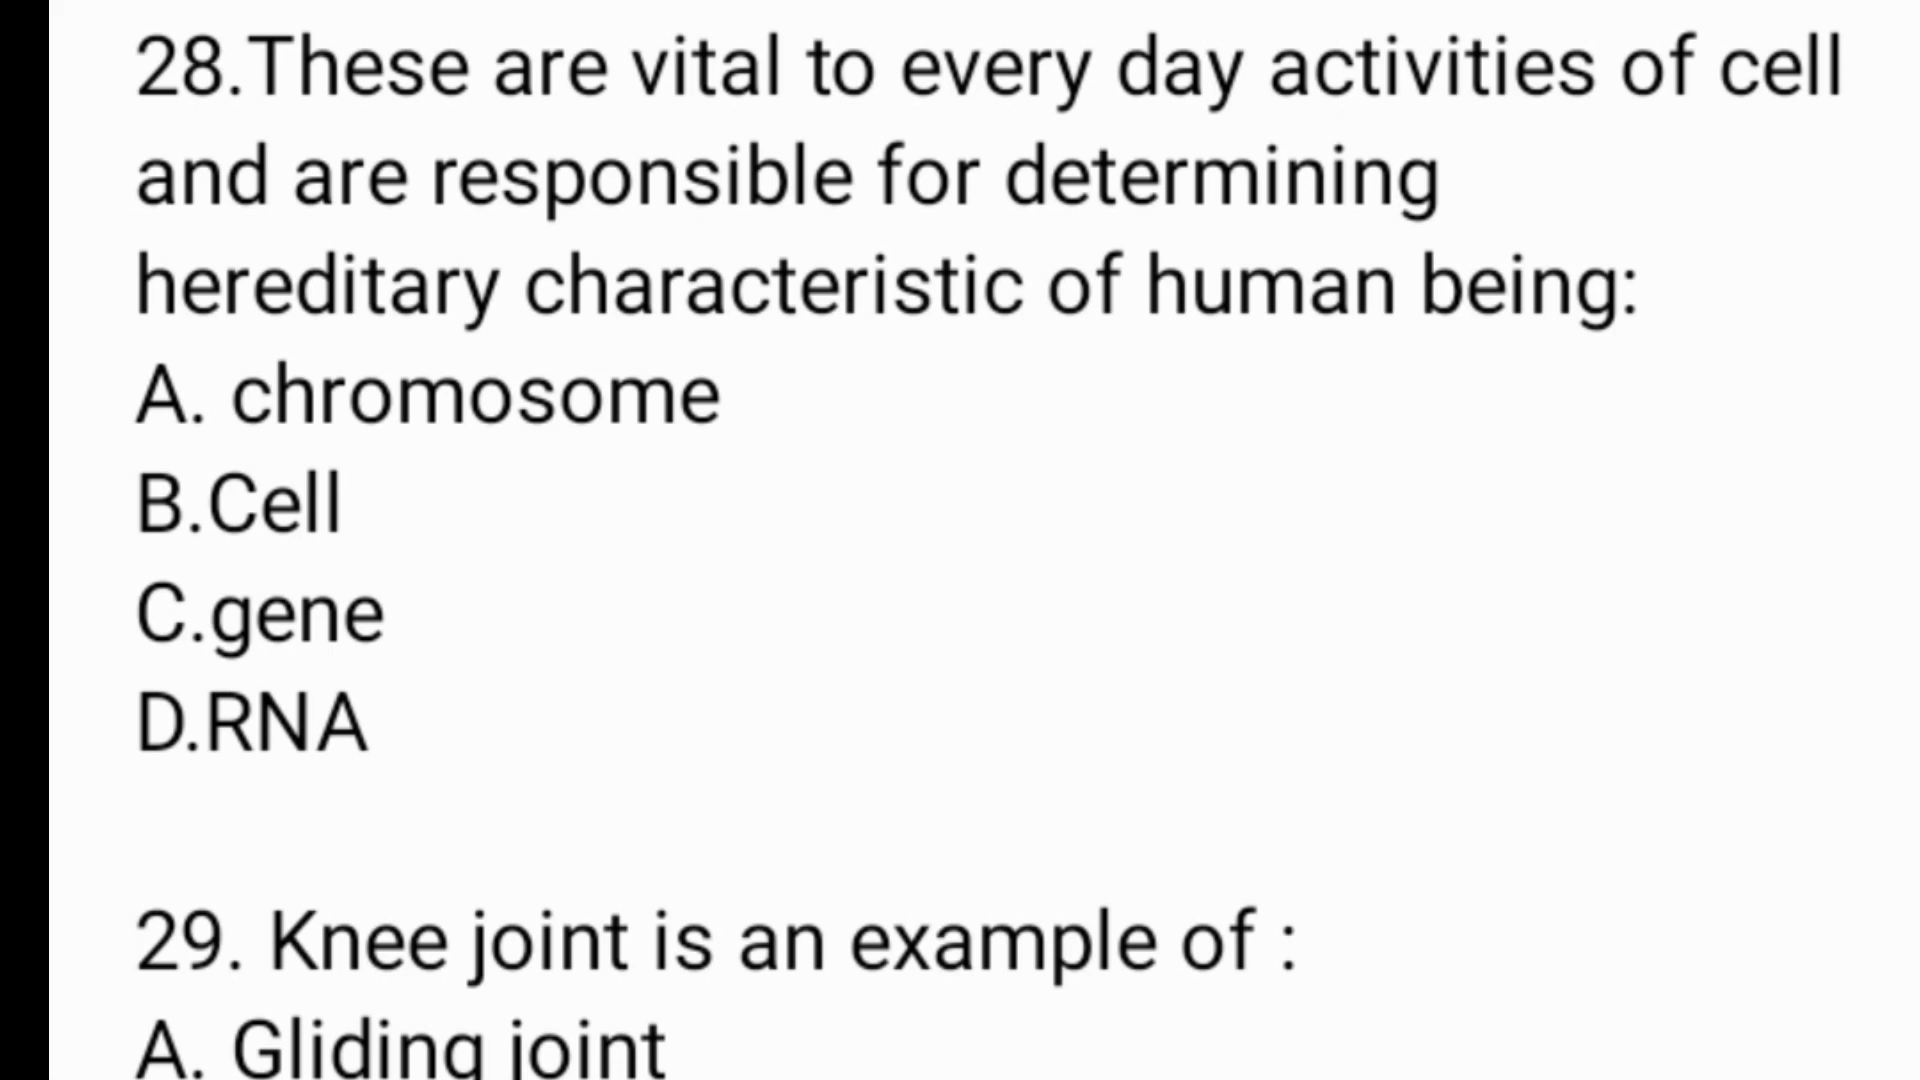 28.These are vital to every day activities of cell
and are responsible for determining
hereditary characteristic of human being:
A. chromosome
B.Cell
C.gene
D.RNA
29. Knee joint is an example of :
A. Gliding joint